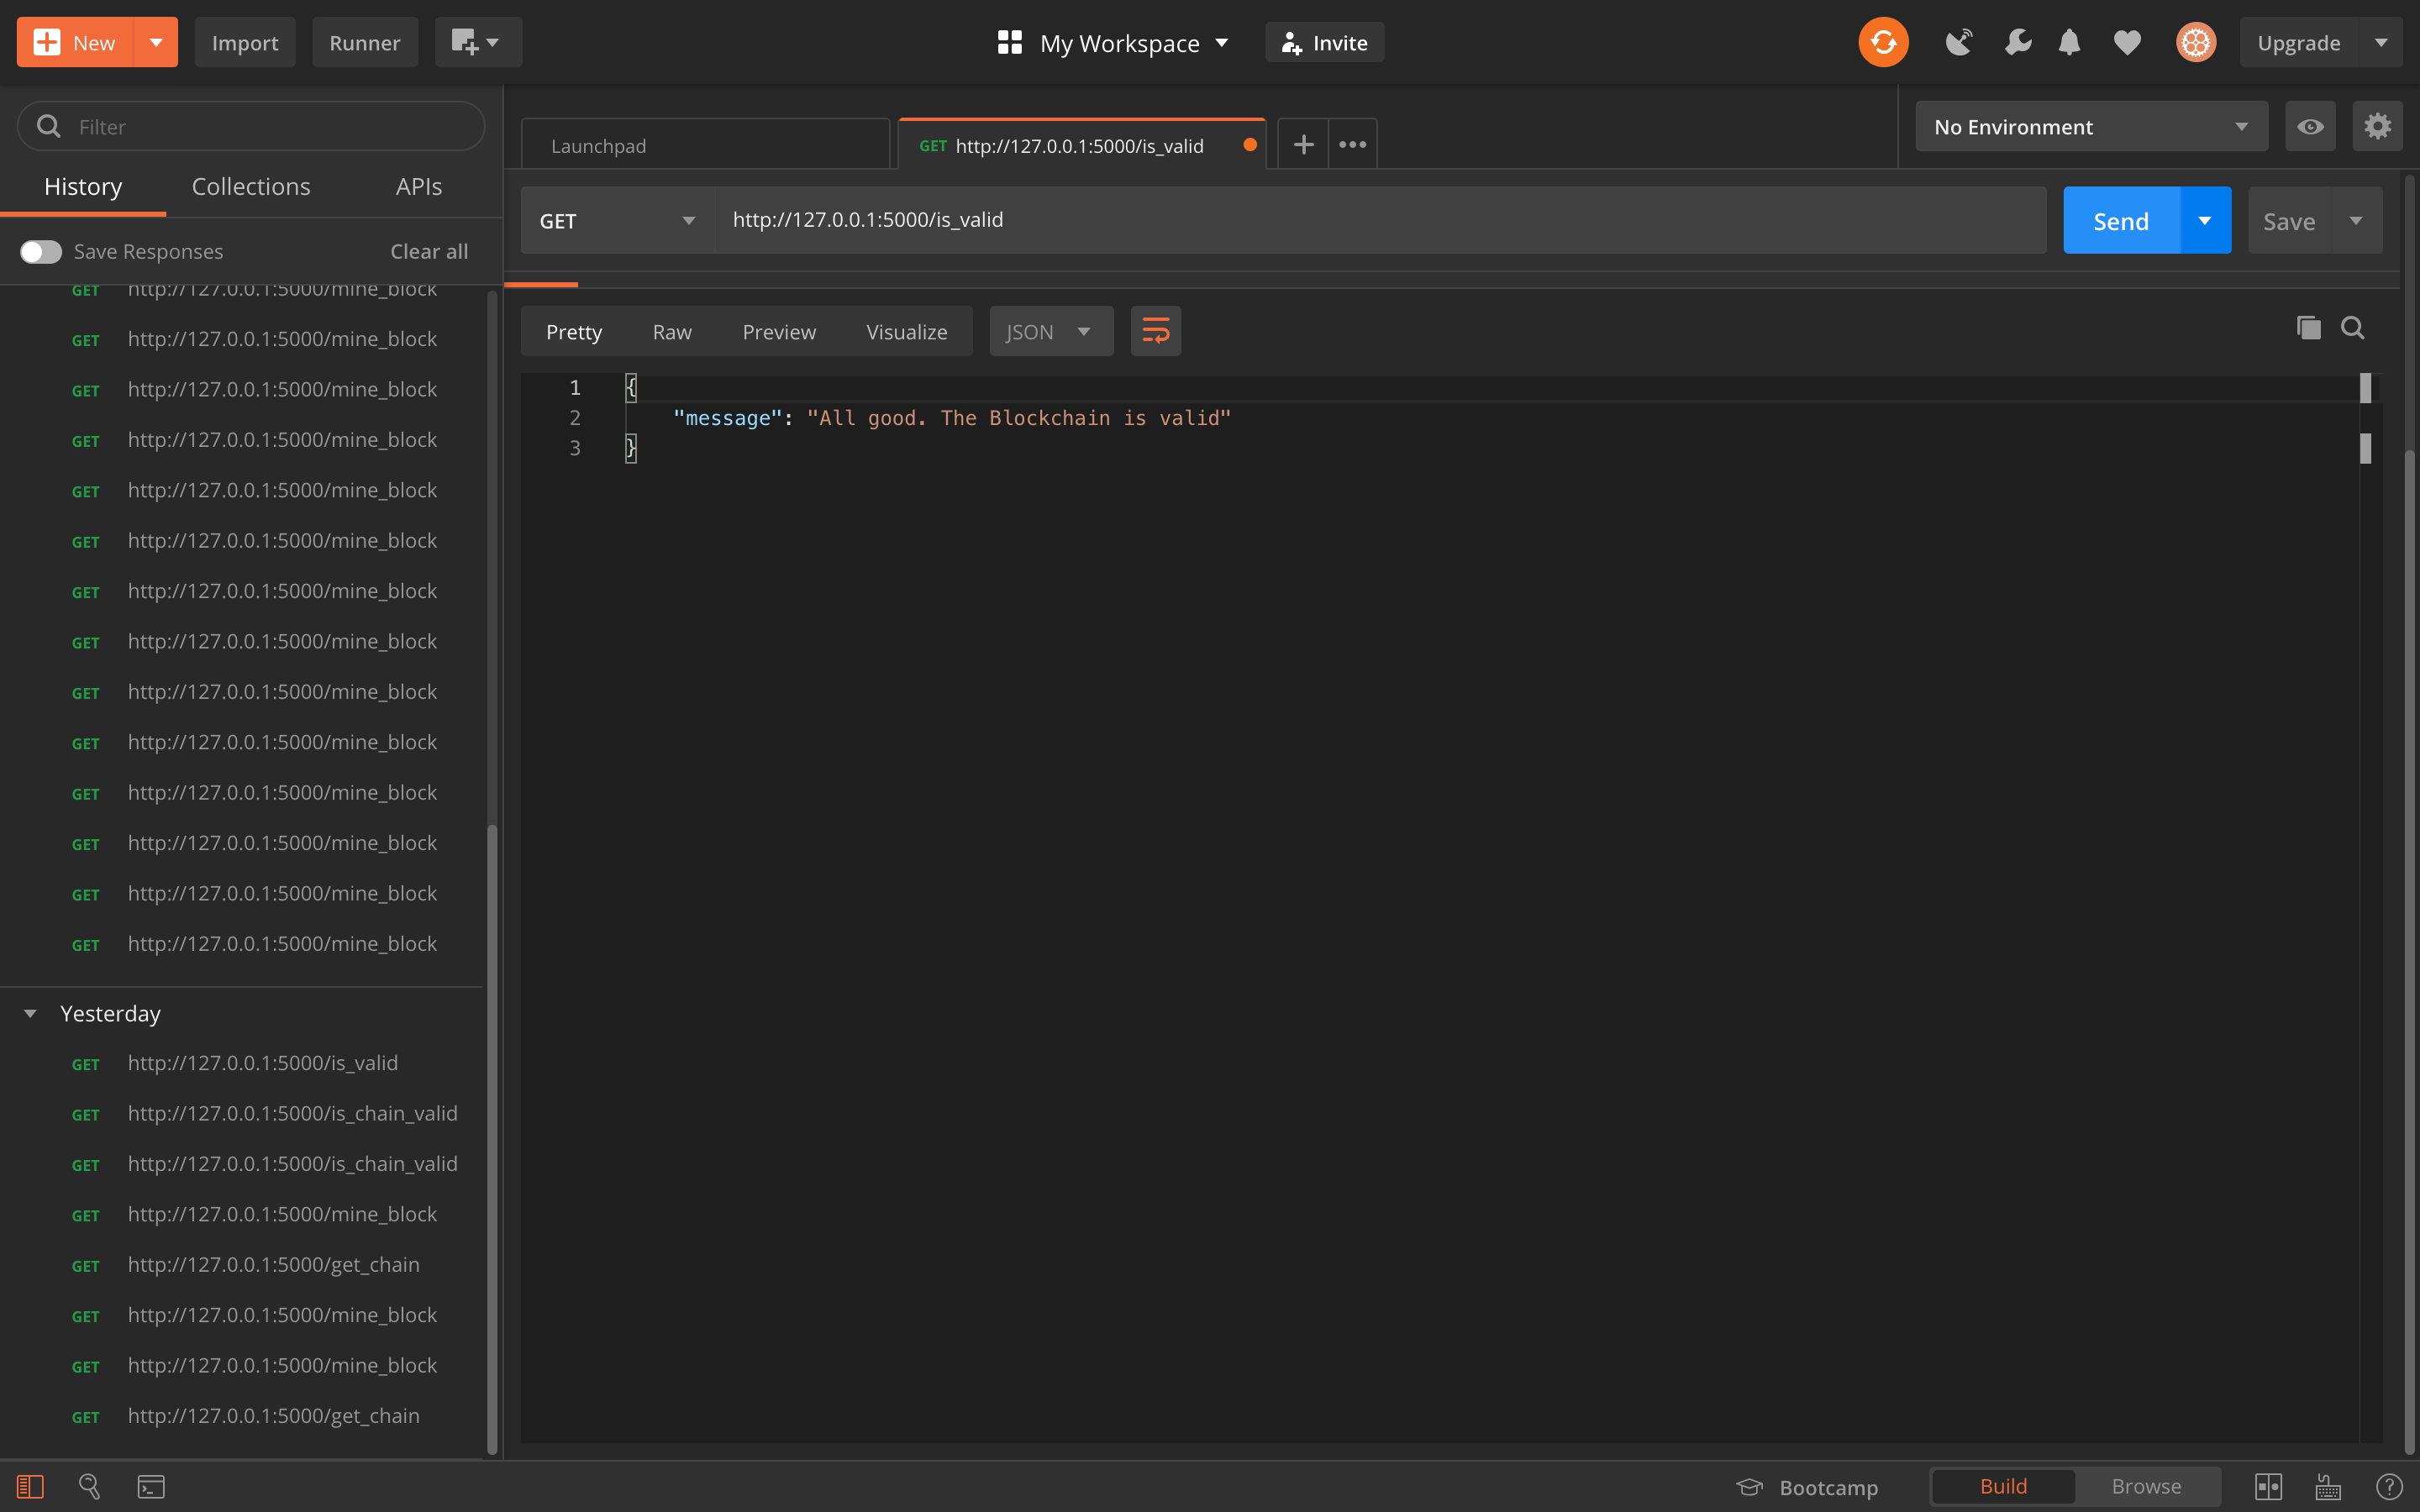 New
Import
Runner
My Workspace
Invite
Upgrade
Filter
History
Collections
APIs
Save Responses
Clear all
GET http://127.0.0.1:5000/mine_block
GET http://127.0.0.1:5000/mine_block
GET http://127.0.0.1:5000/mine_block
GET http://127.0.0.1:5000/mine_block
GET http://127.0.0.1:5000/mine_block
GET http://127.0.0.1:5000/mine_block
GET http://127.0.0.1:5000/mine_block
GET http://127.0.0.1:5000/mine_block
GET http://127.0.0.1:5000/mine_block
GET http://127.0.0.1:5000/mine_block
GET http://127.0.0.1:5000/mine_block
GET http://127.0.0.1:5000/mine_block
GET http://127.0.0.1:5000/mine_block
GET http://127.0.0.1:5000/mine_block
Yesterday
GET http://127.0.0.1:5000/is_valid
GET http://127.0.0.1:5000/is_chain_valid
GET http://127.0.0.1:5000/is_chain_valid
GET http://127.0.0.1:5000/mine_block
GET http://127.0.0.1:5000/get_chain
GET http://127.0.0.1:5000/mine_block
GET http://127.0.0.1:5000/mine_block
GET http://127.0.0.1:5000/get_chain
Launchpad
GET http://127.0.0.1:5000/is_valid
No Environment
GET
http://127.0.0.1:5000/is_valid
Send
Save
Pretty
Raw
Preview
Visualize
JSON
1 {
2 "message": "All good. The Blockchain is valid"
3 }
Bootcamp
Build
Browse